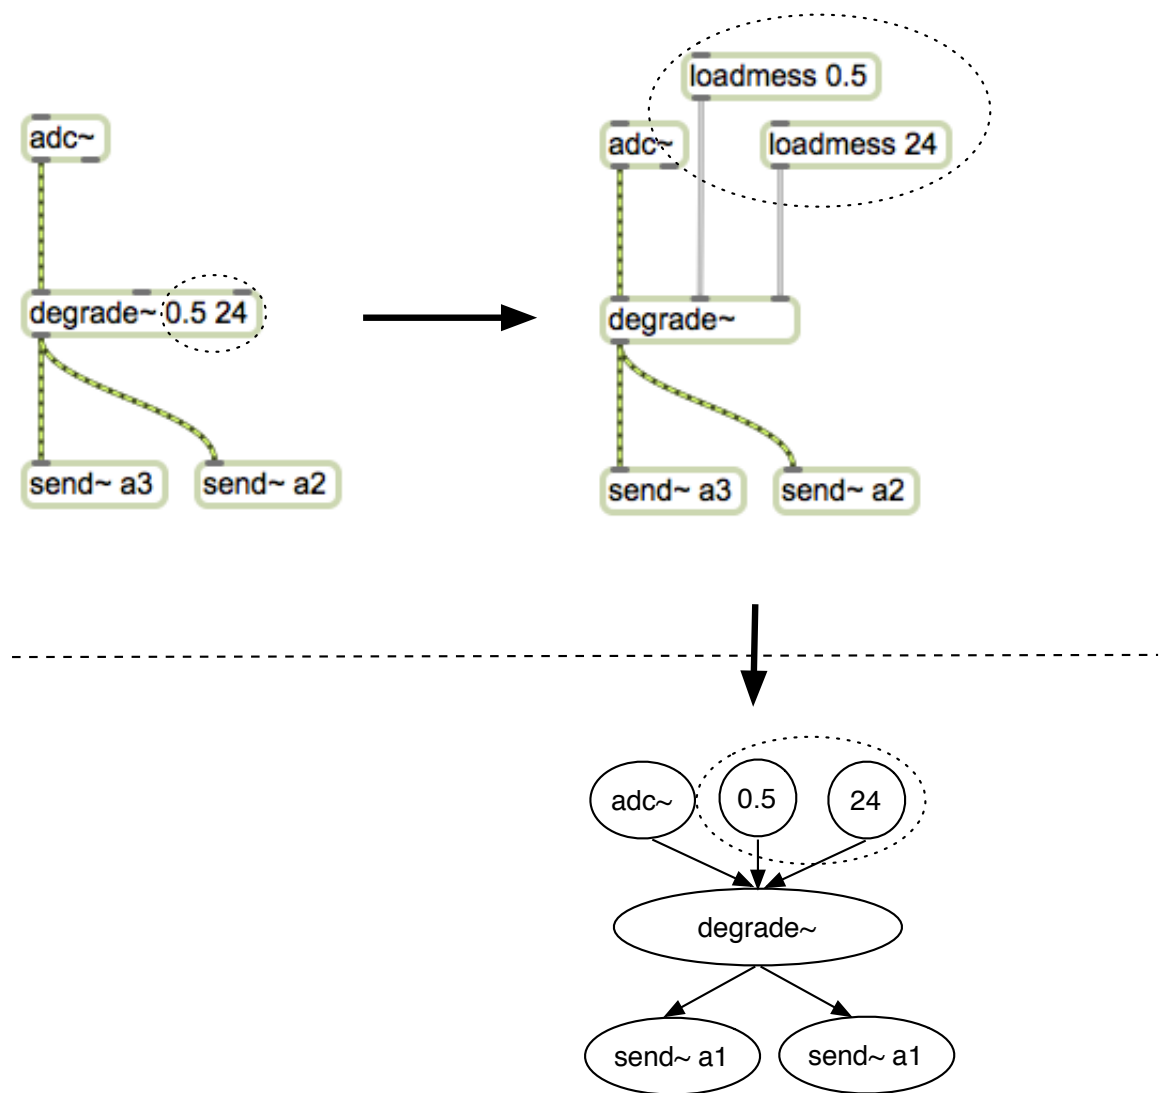 adc~
degrade~ 0.5 24
send~ a3
send~ a2
loadmess 0.5
adc~
loadmess 24
degrade~
send~ a3
send~ a2
adc~
0.5
24
degrade~
send~ a1
send~ a1